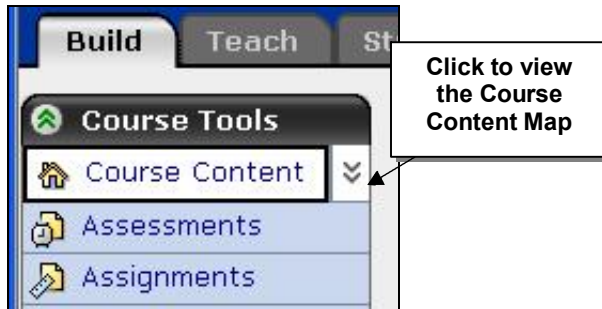 Build Teach St
Click to view
the Course
Content Map
Course Tools
Course Content
Assessments
Assignments